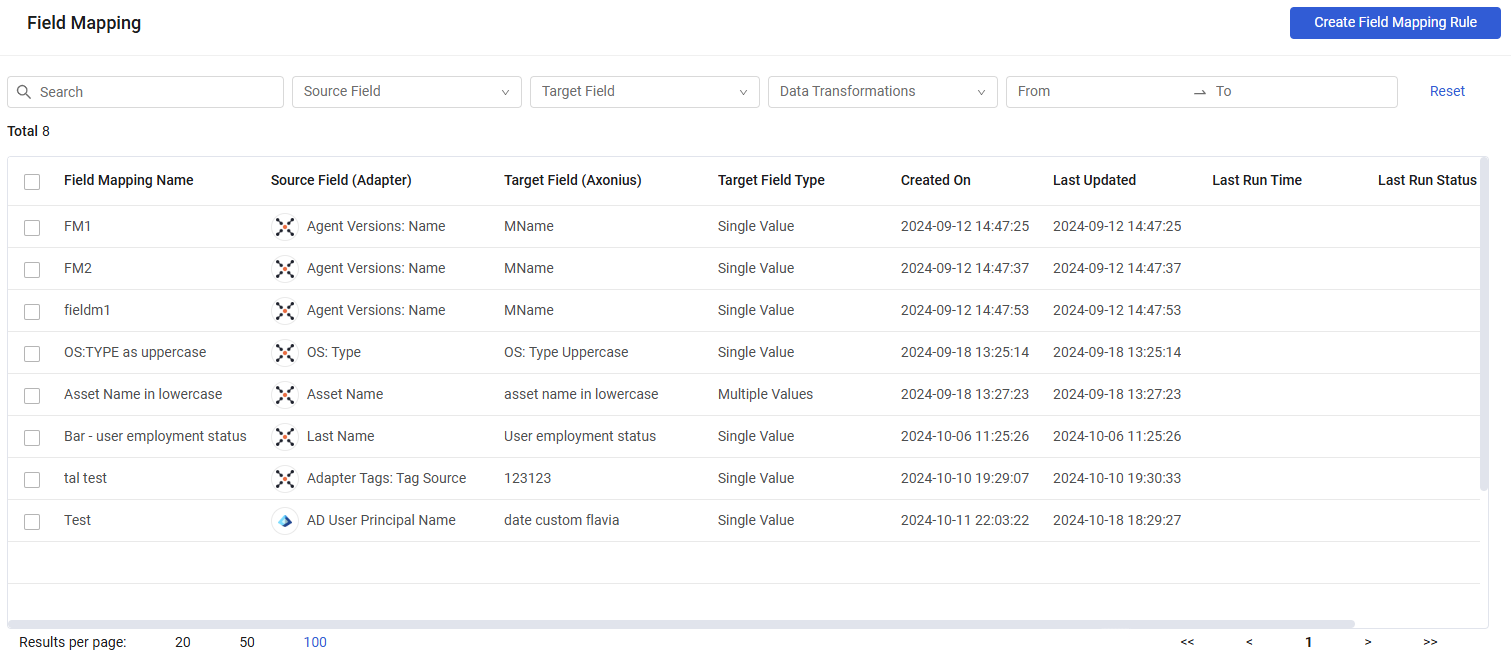 Field Mapping
Create Field Mapping Rule
Search Source Field Target Field Data Transformations From To Reset
Total 8
Field Mapping Name Source Field (Adapter) Target Field (Axonius) Target Field Type Created On Last Updated Last Run Time Last Run Status
FM1 Agent Versions: Name MName Single Value 2024-09-12 14:47:25 2024-09-12 14:47:25
FM2 Agent Versions: Name MName Single Value 2024-09-12 14:47:37 2024-09-12 14:47:37
fieldm1 Agent Versions: Name MName Single Value 2024-09-12 14:47:53 2024-09-12 14:47:53
OS:TYPE as uppercase OS: Type OS: Type Uppercase Single Value 2024-09-18 13:25:14 2024-09-18 13:25:14
Asset Name in lowercase Asset Name asset name in lowercase Multiple Values 2024-09-18 13:27:23 2024-09-18 13:27:23
Bar - user employment status Last Name User employment status Single Value 2024-10-06 11:25:26 2024-10-06 11:25:26
tal test Adapter Tags: Tag Source 123123 Single Value 2024-10-10 19:29:07 2024-10-10 19:30:33
Test AD User Principal Name date custom flavia Single Value 2024-10-11 22:03:22 2024-10-18 18:29:27
Results per page: 20 50 100 << < 1 > >>